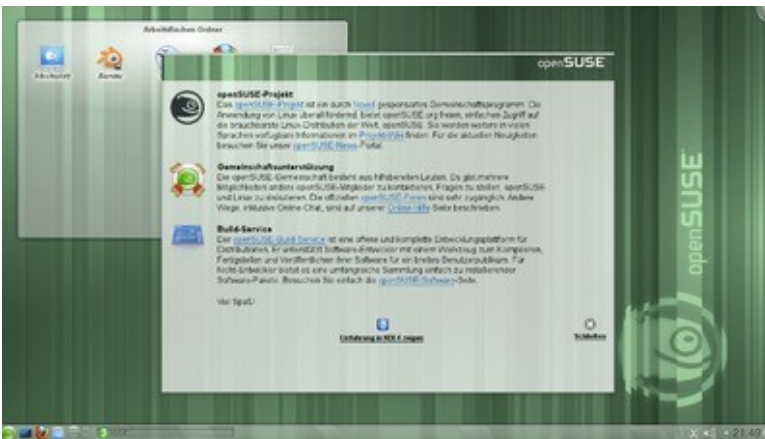 Arbeitsflächen Ordner
Blender
openSUSE
openSUSE-Projekt
Das openSUSE-Projekt ist ein durch Novell gesponsortes Gemeinschaftsprogramm. Die
Anwendung von Linux überall fördernd, bietet openSUSE.org freien, einfachen Zugriff auf
die brauchbarste Linux-Distribution der Welt, openSUSE. Sie werden weitere in vielen
Sprachen verfügbare Informationen im Projekt-Wiki finden. Für die aktuellen Neuigkeiten
besuchen Sie unser openSUSE News-Portal.
Gemeinschaftsunterstützung
Die openSUSE-Gemeinschaft besteht aus hilfsbereiten Leuten. Es gibt mehrere
Möglichkeiten andere openSUSE-Mitglieder zu kontaktieren, Fragen zu stellen, openSUSE
und Linux zu diskutieren. Die offiziellen openSUSE-Foren sind sehr zugänglich. Andere
Wege, inklusive Online-Chat, sind auf unserer Online-Hilfe-Seite beschrieben.
Build-Service
Der openSUSE-Build-Service ist eine offene und komplette Entwicklungsplattform für
Distributionen. Er unterstützt Software-Entwickler mit einem Werkzeug zum Kompilieren,
Fertigstellen und Veröffentlichen ihrer Software für ein breites Benutzerpublikum. Für
Nicht-Entwickler bietet es eine umfangreiche Sammlung einfach zu installierender
Software-Pakete. Besuchen Sie einfach die openSUSE-Software-Seite.
Viel Spaß!
Einführung in KDE 4 zeigen
Schließen
openSUSE
21:49